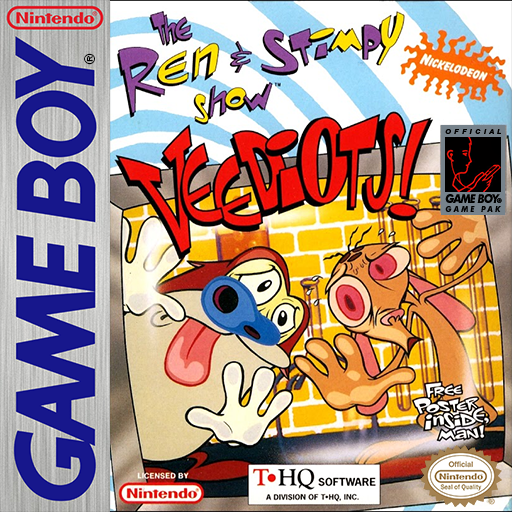 Nintendo®
GAME BOY®
The
Ren & Stimpy
Show™
NICKELODEON
VEEDIOTS!
OFFICIAL
GAME BOY®
GAME PAK
FREE
POSTER
INSIDE,
MAN!
LICENSED BY
Nintendo
T•HQ SOFTWARE
A DIVISION OF T•HQ, INC.
Official
Nintendo
Seal of Quality